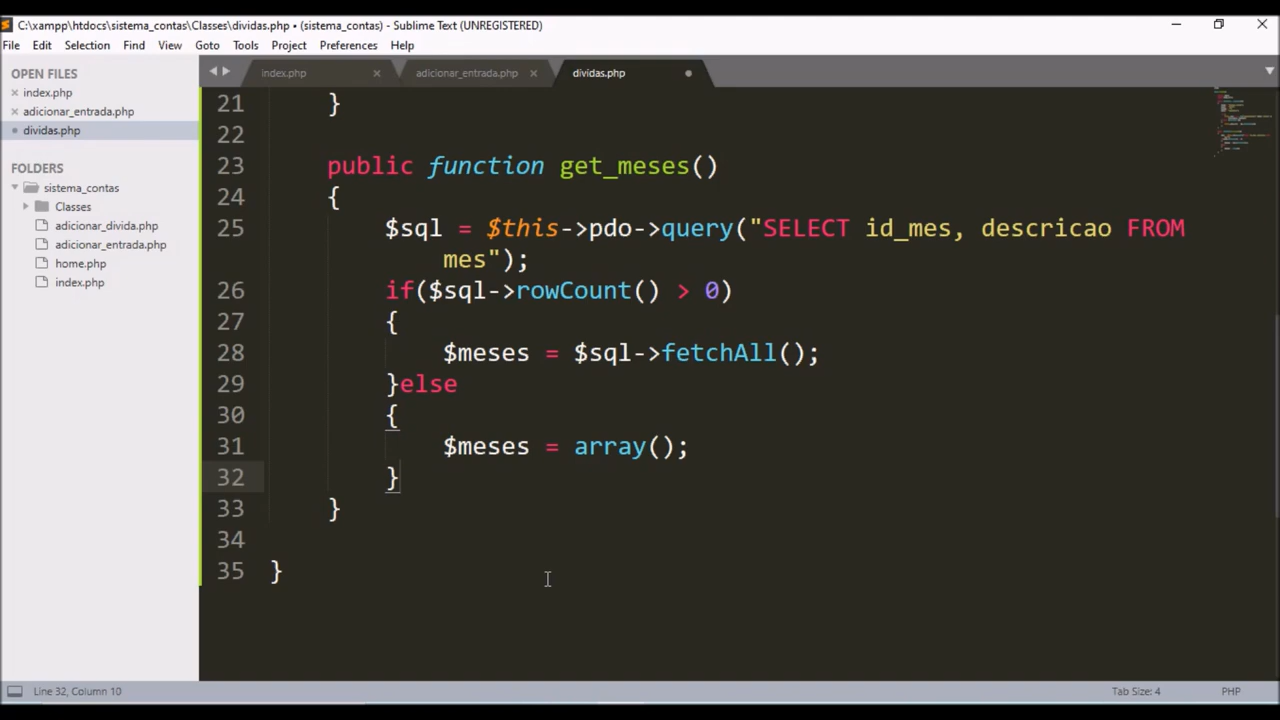 C:\xampp\htdocs\sistema_contas\Classes\dividas.php • (sistema_contas) - Sublime Text (UNREGISTERED)
File Edit Selection Find View Goto Tools Project Preferences Help
OPEN FILES
index.php
adicionar_entrada.php
dividas.php
FOLDERS
sistema_contas
Classes
adicionar_divida.php
adicionar_entrada.php
home.php
index.php
index.php adicionar_entrada.php dividas.php
21 }
22
23 public function get_meses()
24 {
25 $sql = $this->pdo->query("SELECT id_mes, descricao FROM
mes");
26 if($sql->rowCount() > 0)
27 {
28 $meses = $sql->fetchAll();
29 }else
30 {
31 $meses = array();
32 }
33 }
34
35 }
Line 32, Column 10 Tab Size: 4 PHP